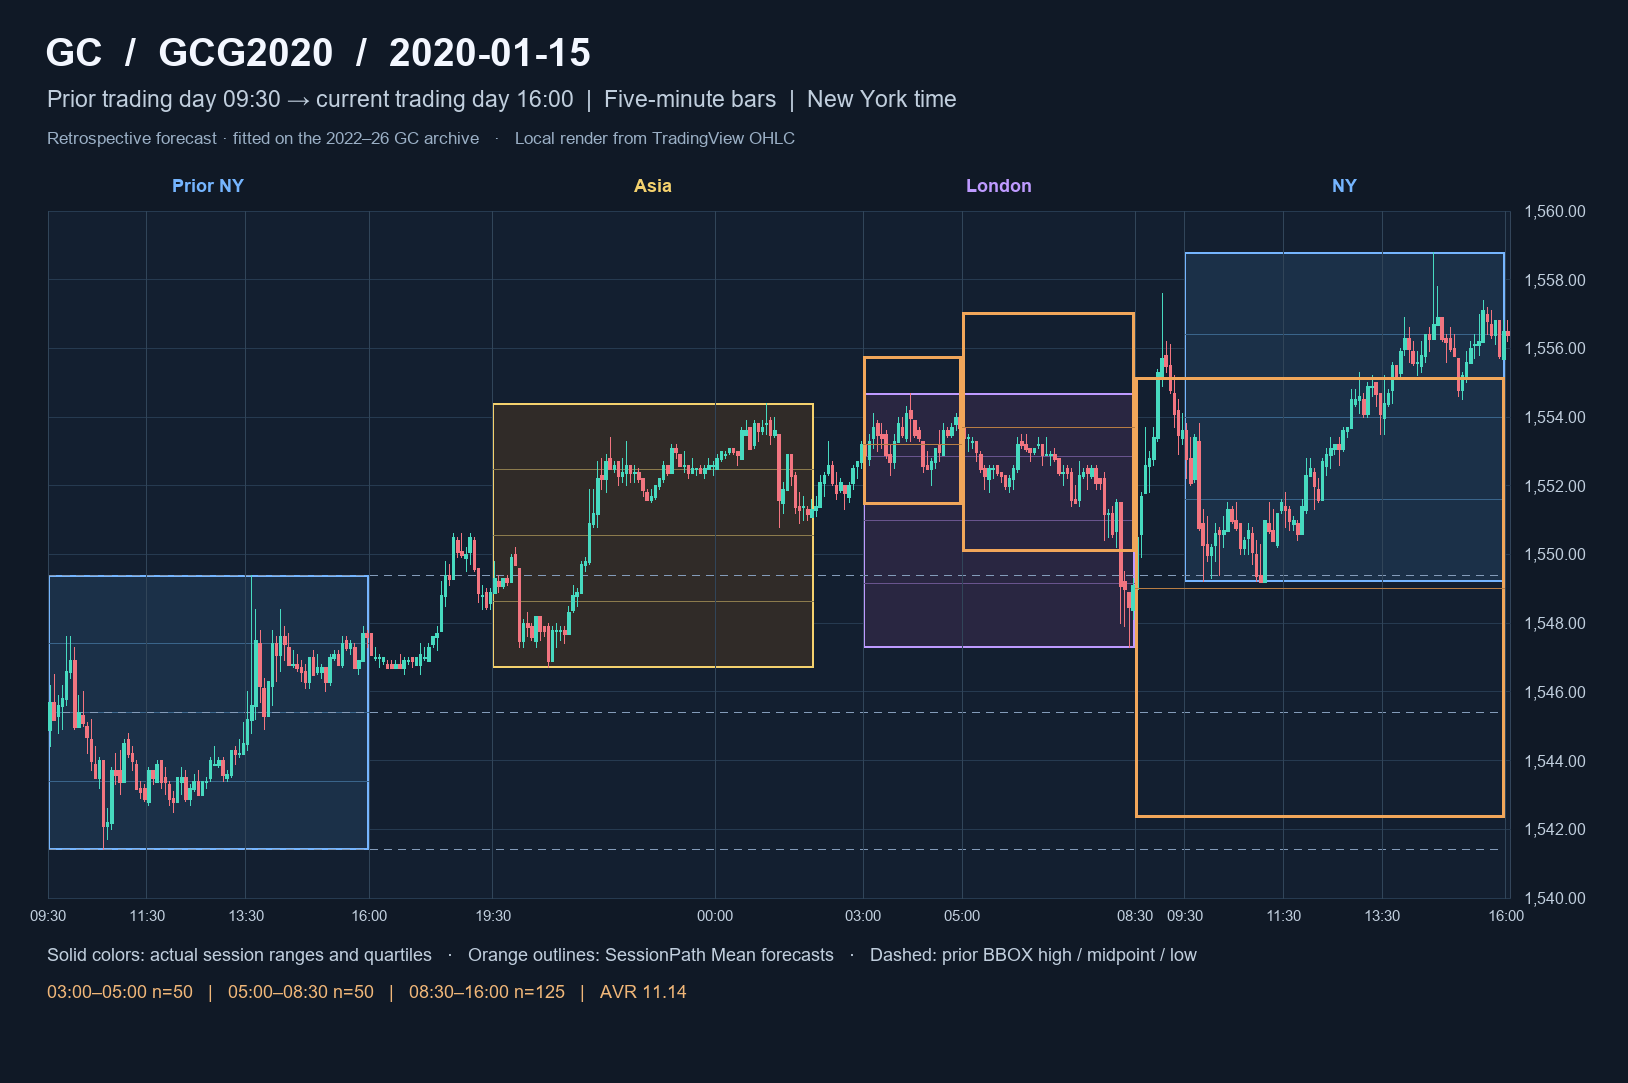 GC / GCG2020 / 2020-01-15
Prior trading day 09:30 → current trading day 16:00 | Five-minute bars | New York time
Retrospective forecast · fitted on the 2022–26 GC archive · Local render from TradingView OHLC
Prior NY Asia London NY
1,560.00
1,558.00
1,556.00
1,554.00
1,552.00
1,550.00
1,548.00
1,546.00
1,544.00
1,542.00
1,540.00
09:30 11:30 13:30 16:00 19:30 00:00 03:00 05:00 08:30 09:30 11:30 13:30 16:00
Solid colors: actual session ranges and quartiles · Orange outlines: SessionPath Mean forecasts · Dashed: prior BBOX high / midpoint / low
03:00–05:00 n=50 | 05:00–08:30 n=50 | 08:30–16:00 n=125 | AVR 11.14